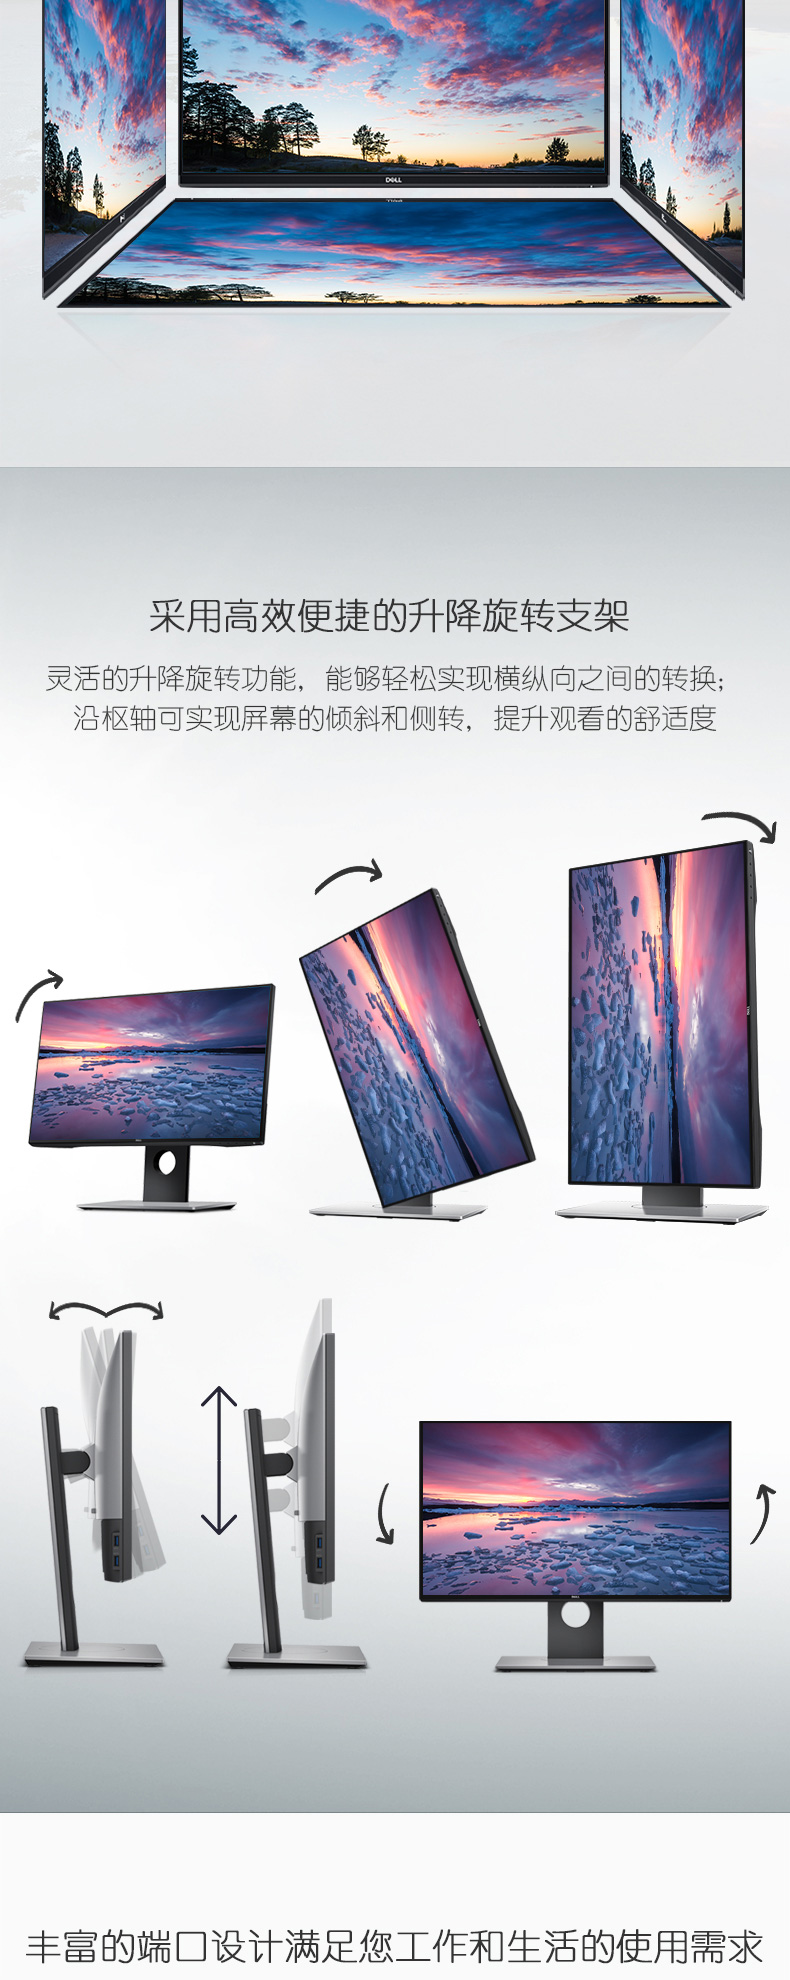 DELL
采用高效便捷的升降旋转支架
灵活的升降旋转功能，能够轻松实现横纵向之间的转换；
沿枢轴可实现屏幕的倾斜和侧转，提升观看的舒适度
丰富的端口设计满足您工作和生活的使用需求